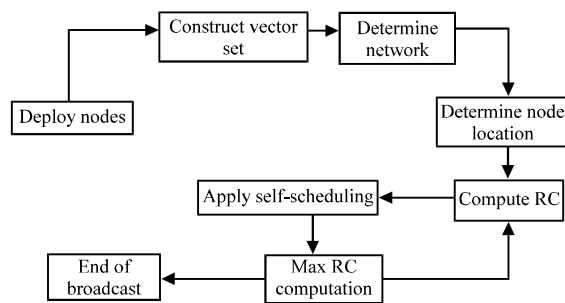 Construct vector
set
Determine
network
Deploy nodes
Determine node
location
Apply self-scheduling
Compute RC
End of
broadcast
Max RC
computation